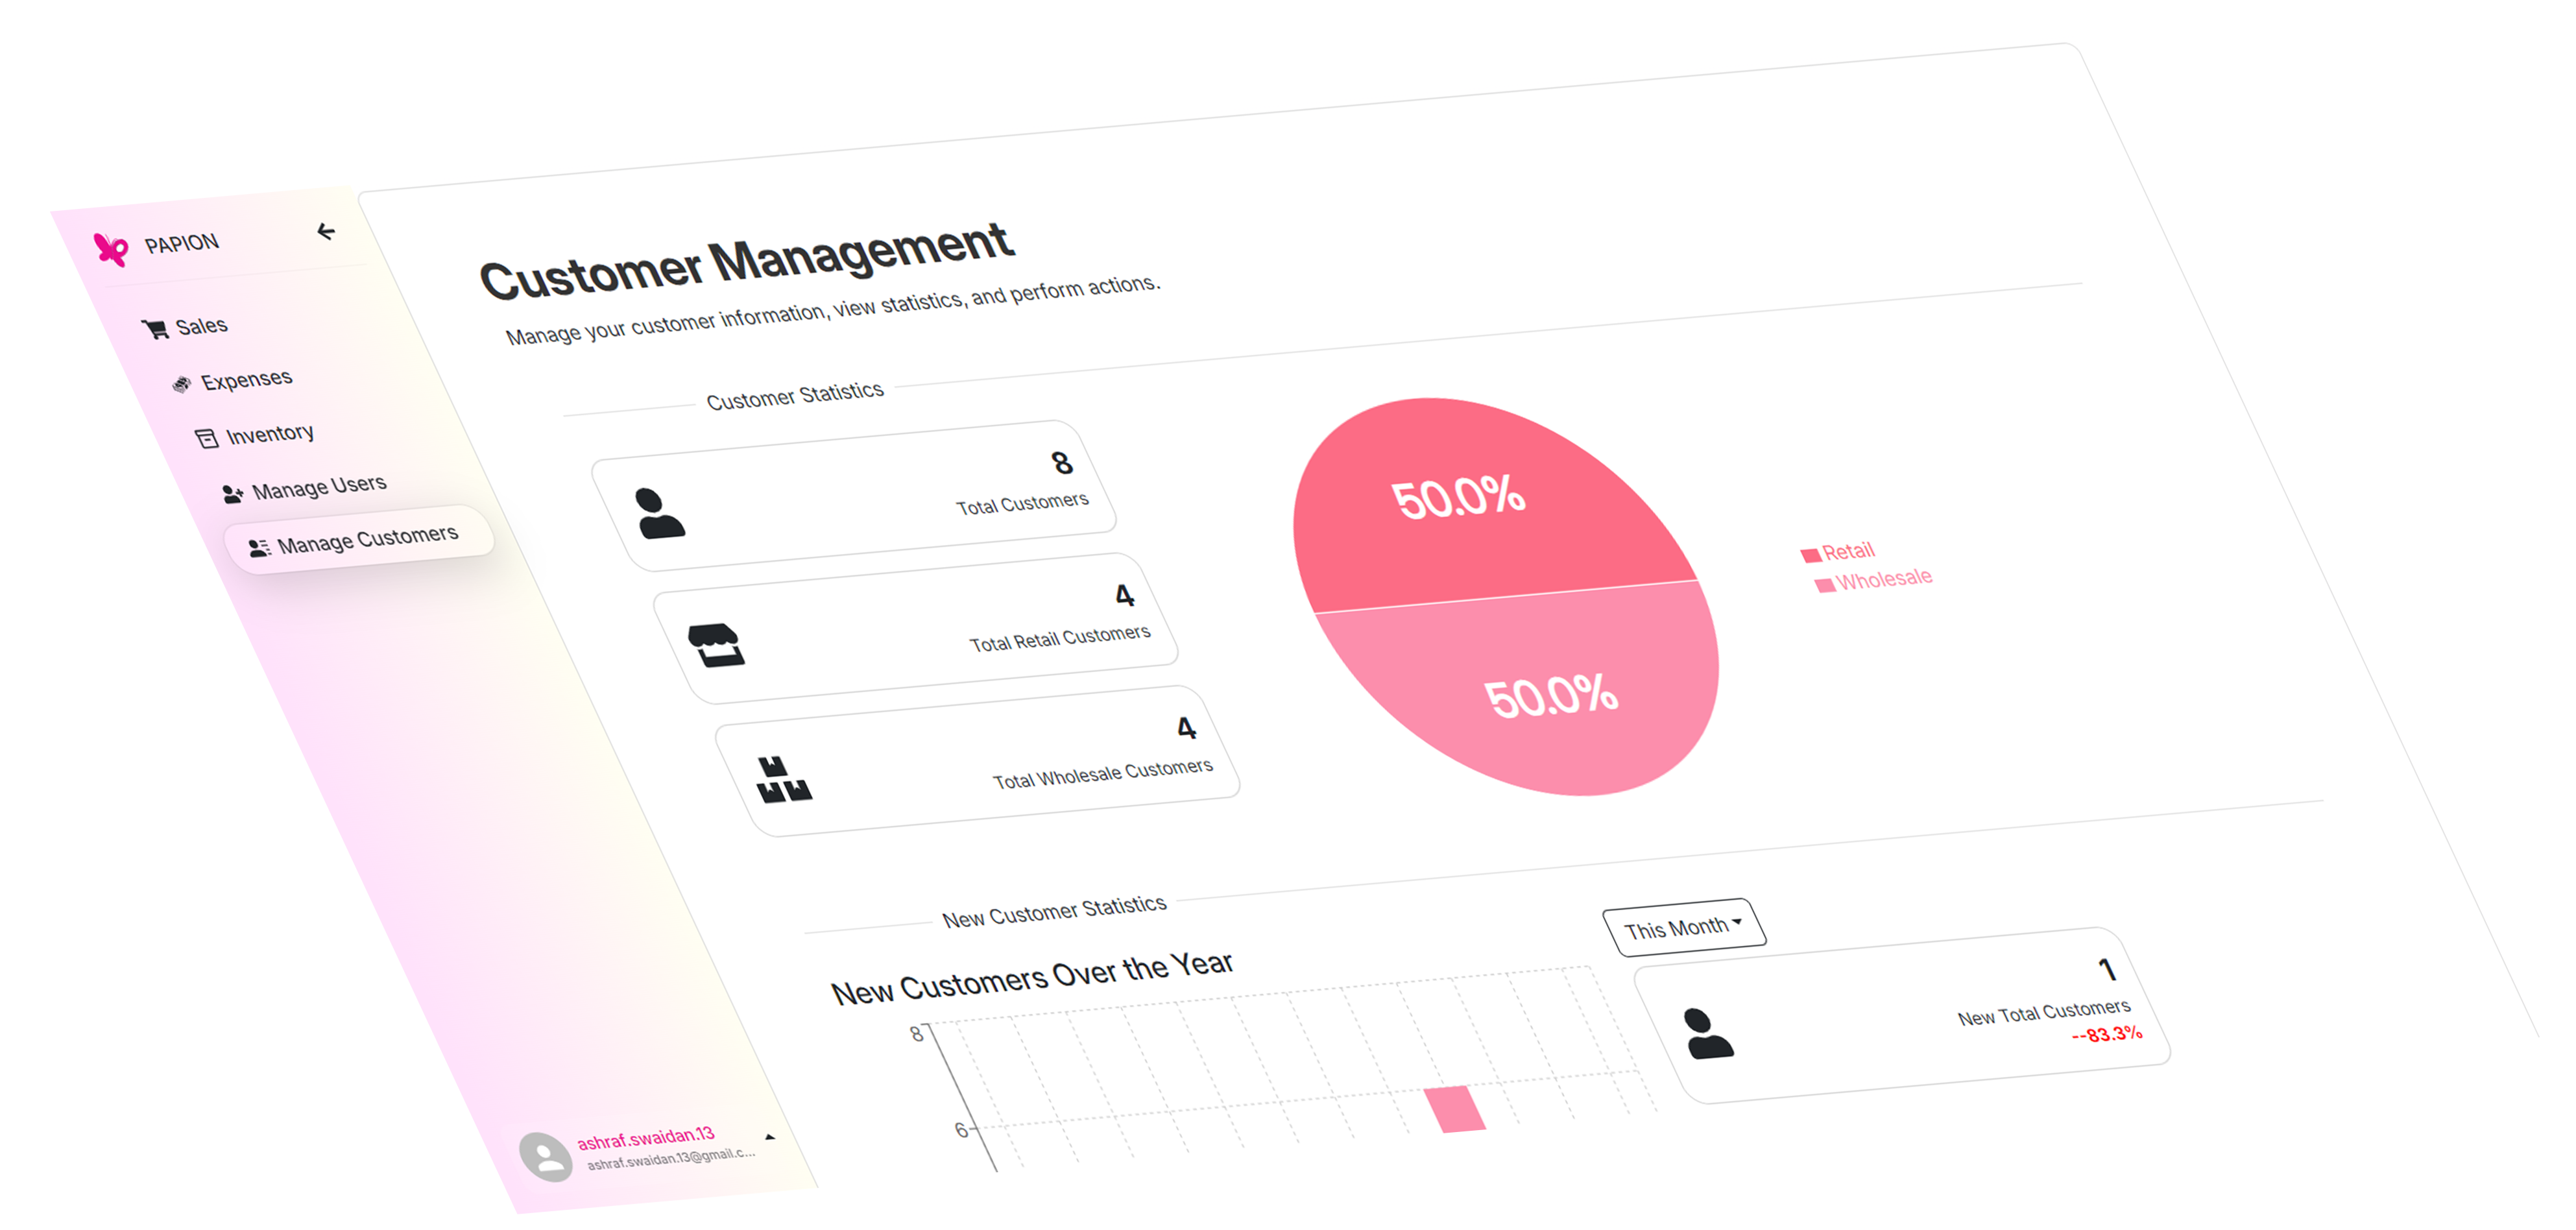 PAPION
Sales
Expenses
Inventory
Manage Users
Manage Customers
ashraf.swaidan.13
ashraf.swaidan.13@gmail.c...
Customer Management
Manage your customer information, view statistics, and perform actions.
Customer Statistics
8
Total Customers
4
Total Retail Customers
4
Total Wholesale Customers
50.0%
50.0%
Retail
Wholesale
New Customer Statistics
New Customers Over the Year
8
6
This Month
1
New Total Customers
--83.3%